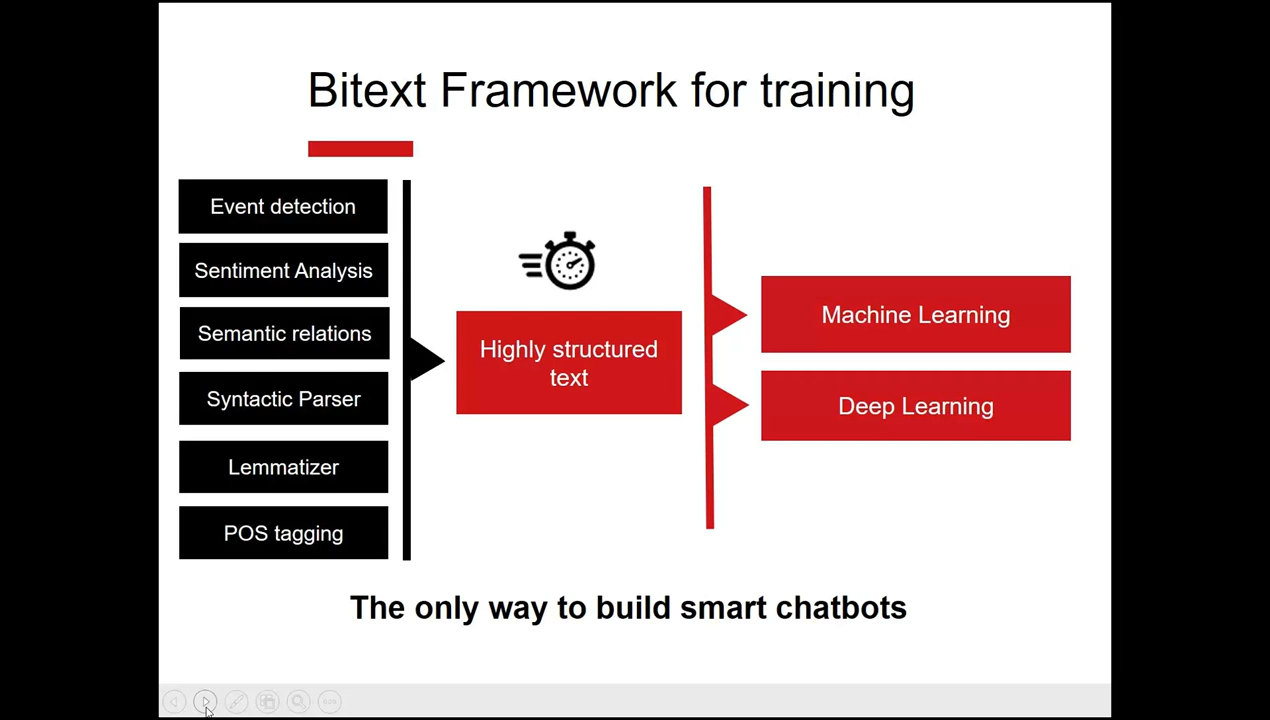 Bitext Framework for training
Event detection
Sentiment Analysis
Semantic relations
Syntactic Parser
Lemmatizer
POS tagging
Highly structured
text
Machine Learning
Deep Learning
The only way to build smart chatbots